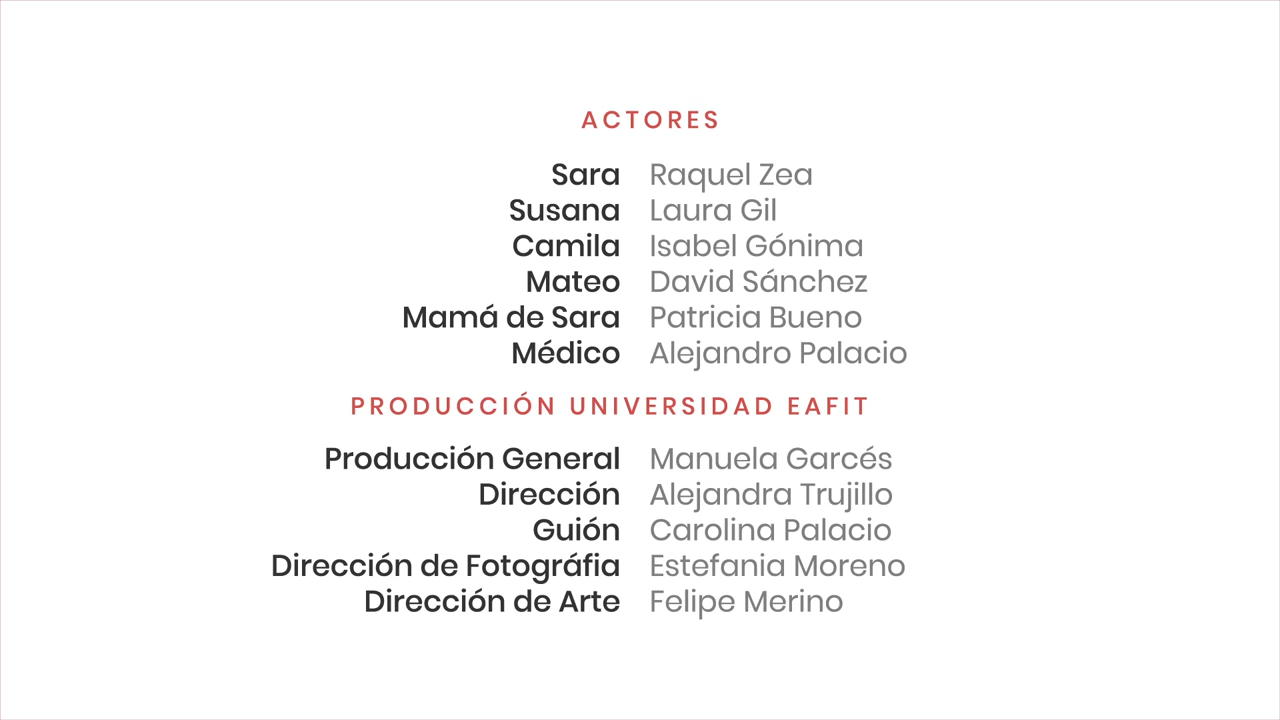 ACTORES
Sara Raquel Zea
Susana Laura Gil
Camila Isabel Gónima
Mateo David Sánchez
Mamá de Sara Patricia Bueno
Médico Alejandro Palacio
PRODUCCIÓN UNIVERSIDAD EAFIT
Producción General Manuela Garcés
Dirección Alejandra Trujillo
Guión Carolina Palacio
Dirección de Fotográfia Estefania Moreno
Dirección de Arte Felipe Merino